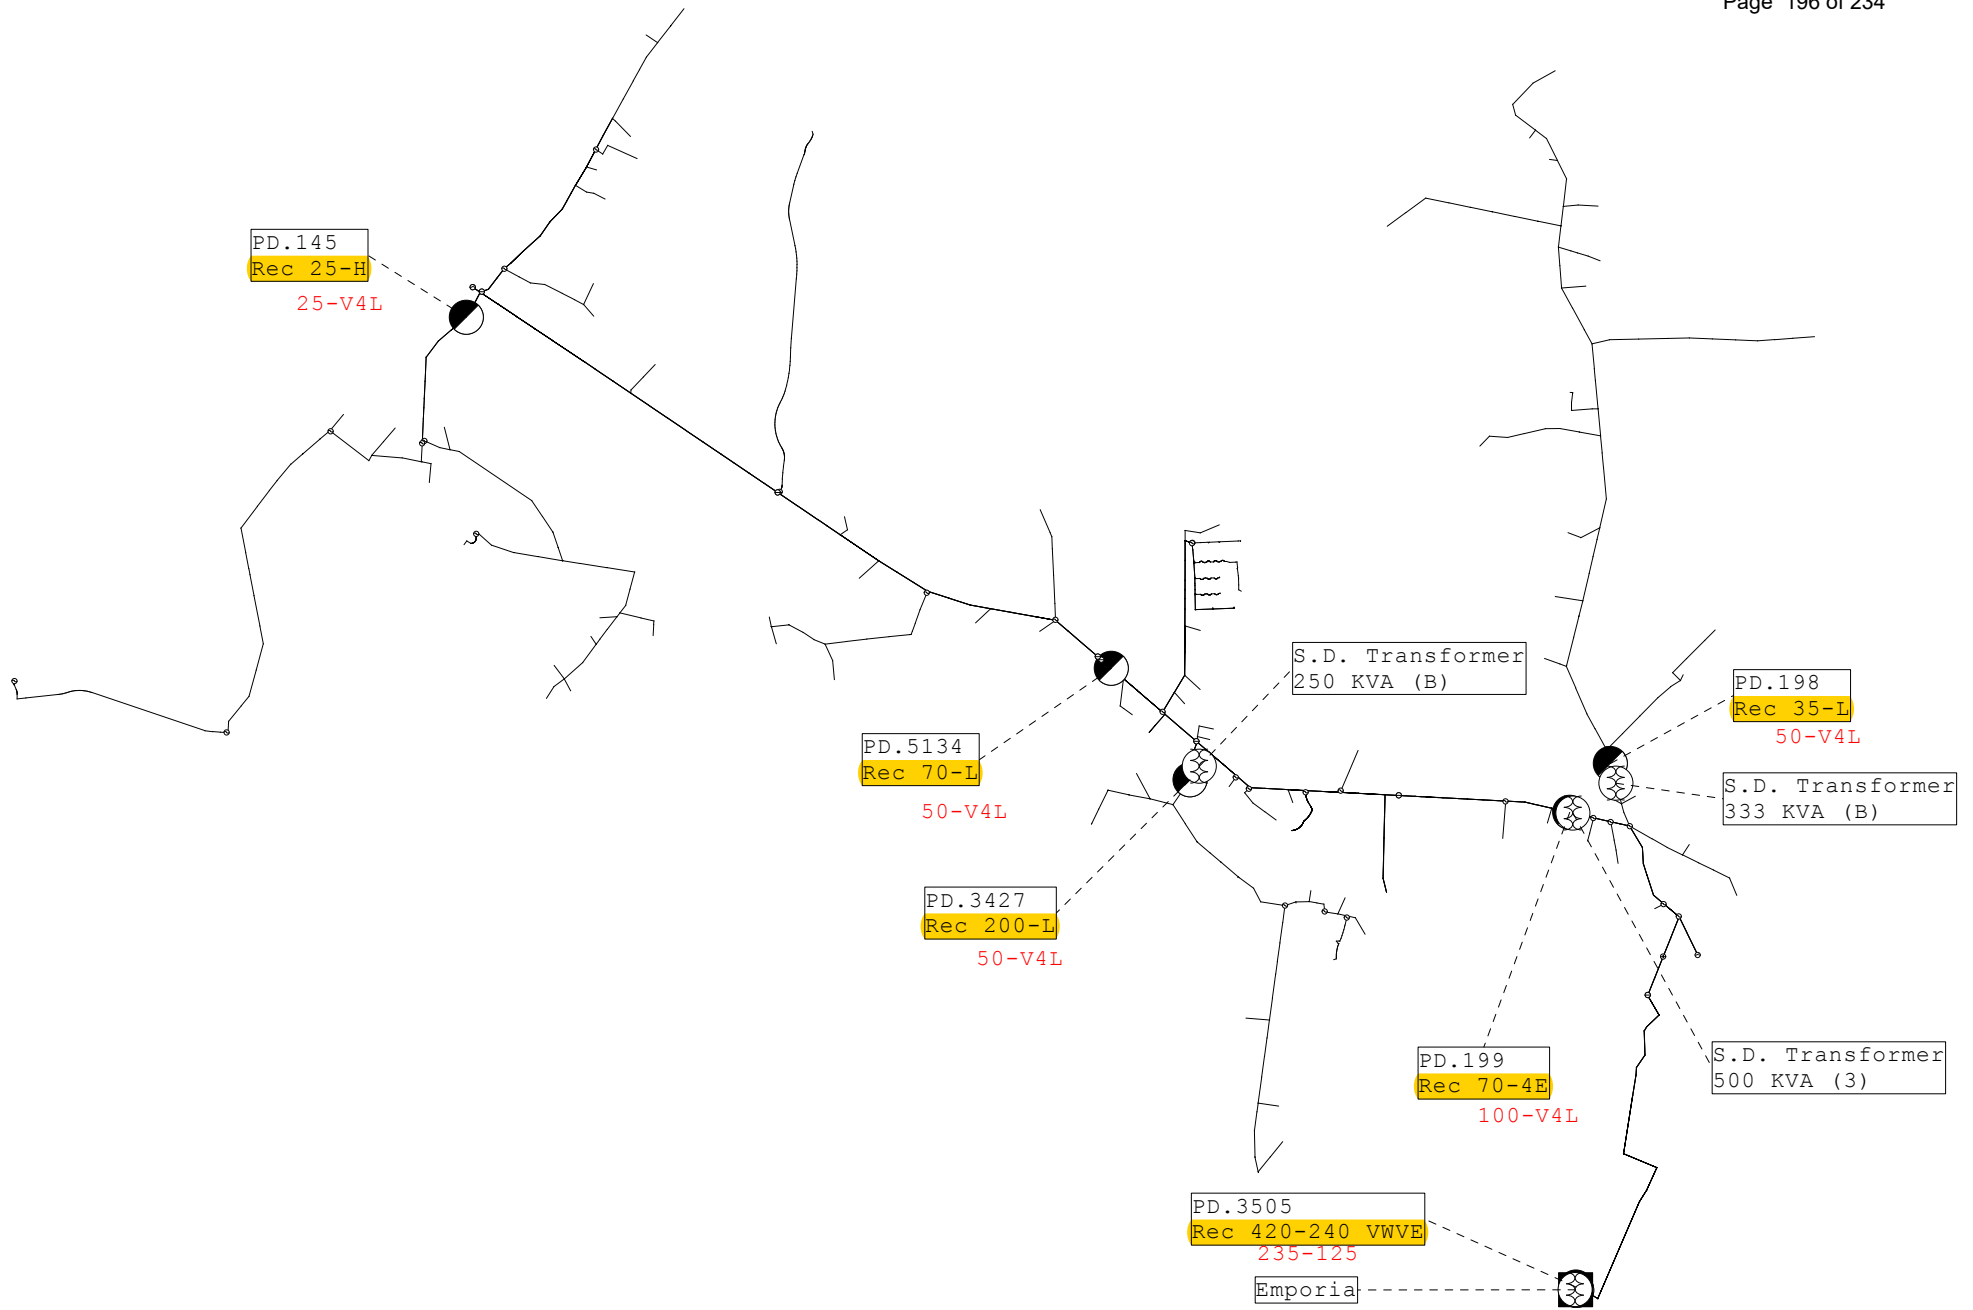 Page 196 of 234
PD.145
Rec 25-H
25-V4L
S.D. Transformer
250 KVA (B)
PD.198
Rec 35-L
50-V4L
PD.5134
Rec 70-L
50-V4L
S.D. Transformer
333 KVA (B)
PD.3427
Rec 200-L
50-V4L
PD.199
Rec 70-4E
100-V4L
S.D. Transformer
500 KVA (3)
PD.3505
Rec 420-240 VWVE
235-125
Emporia